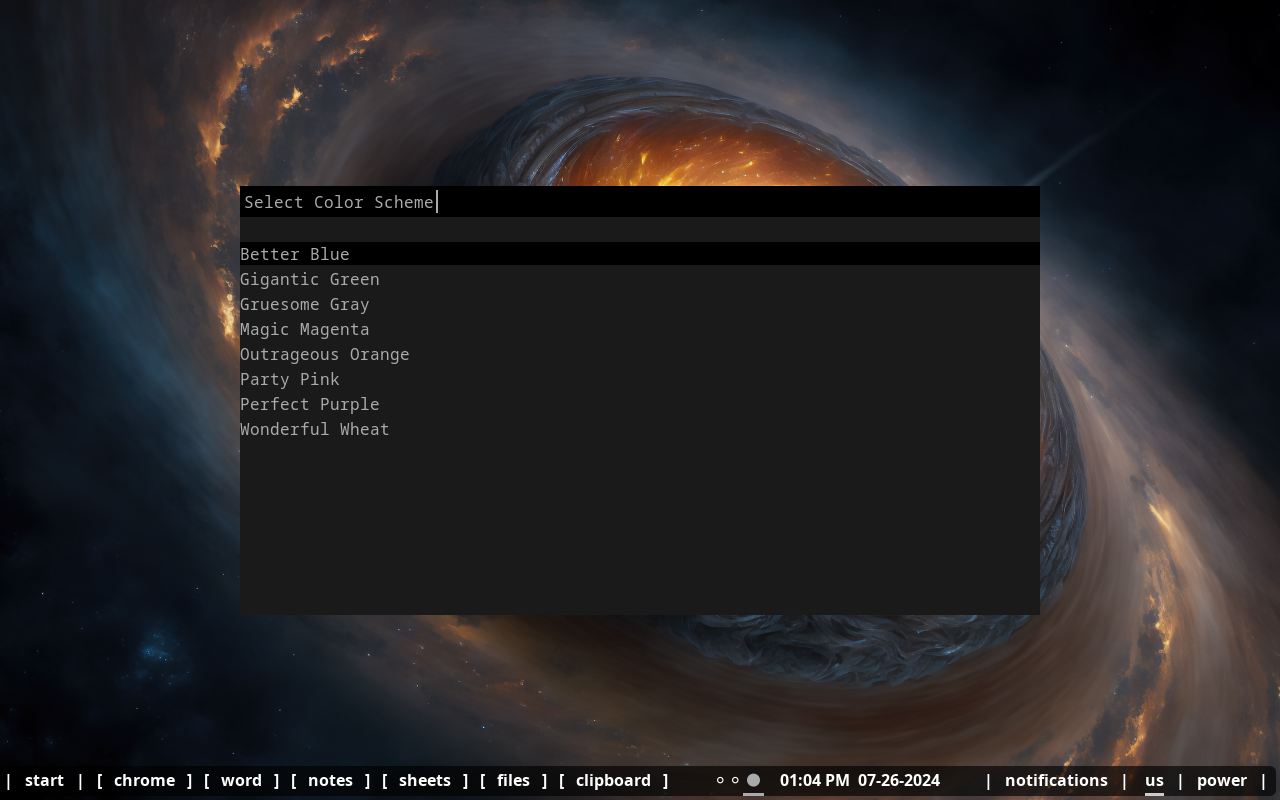 Select Color Scheme
Better Blue
Gigantic Green
Gruesome Gray
Magic Magenta
Outrageous Orange
Party Pink
Perfect Purple
Wonderful Wheat
| start | [ chrome ] [ word ] [ notes ] [ sheets ] [ files ] [ clipboard ] 01:04 PM 07-26-2024 | notifications | us | power |